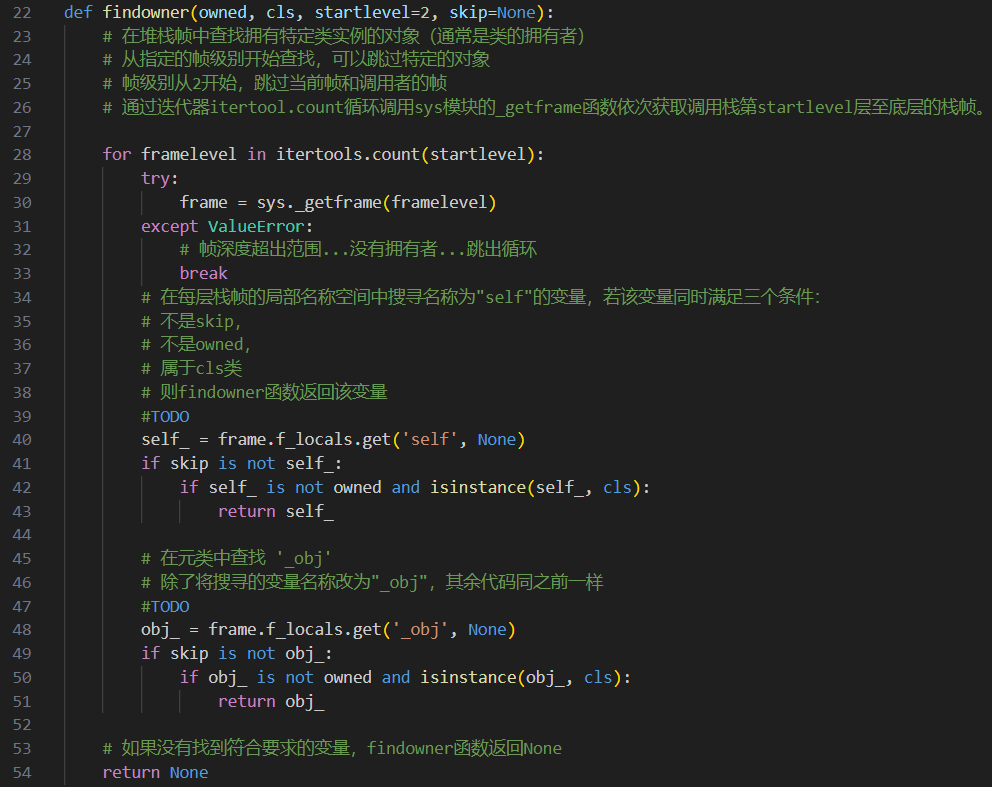 22 def findowner(owned, cls, startlevel=2, skip=None):
23 # 在堆栈帧中查找拥有特定类实例的对象（通常是类的拥有者）
24 # 从指定的帧级别开始查找，可以跳过特定的对象
25 # 帧级别从2开始，跳过当前帧和调用者的帧
26 # 通过迭代器itertool.count循环调用sys模块的_getframe函数依次获取调用栈第startlevel层至底层的栈帧。
27
28 for framelevel in itertools.count(startlevel):
29 try:
30 frame = sys._getframe(framelevel)
31 except ValueError:
32 # 帧深度超出范围...没有拥有者...跳出循环
33 break
34 # 在每层栈帧的局部名称空间中搜寻名称为"self"的变量，若该变量同时满足三个条件：
35 # 不是skip，
36 # 不是owned，
37 # 属于cls类
38 # 则findowner函数返回该变量
39 #TODO
40 self_ = frame.f_locals.get('self', None)
41 if skip is not self_:
42 if self_ is not owned and isinstance(self_, cls):
43 return self_
44
45 # 在元类中查找 '_obj'
46 # 除了将搜寻的变量名称改为"_obj"，其余代码同之前一样
47 #TODO
48 obj_ = frame.f_locals.get('_obj', None)
49 if skip is not obj_:
50 if obj_ is not owned and isinstance(obj_, cls):
51 return obj_
52
53 # 如果没有找到符合要求的变量，findowner函数返回None
54 return None